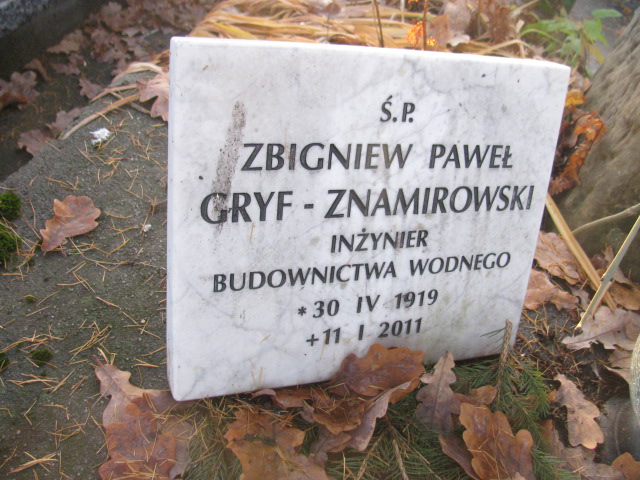 Ś.P.
ZBIGNIEW PAWEŁ
GRYF - ZNAMIROWSKI
INŻYNIER
BUDOWNICTWA WODNEGO
*30 IV 1919
+11 I 2011